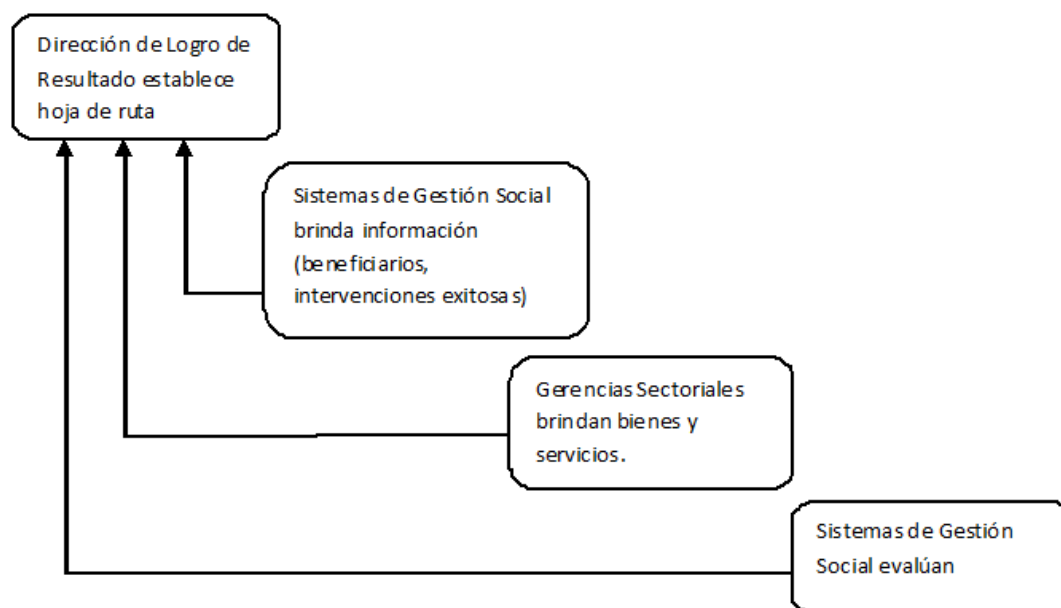 Dirección de Logro de
Resultado establece
hoja de ruta
Sistemas de Gestión Social
brinda información
(beneficiarios,
intervenciones exitosas)
Gerencias Sectoriales
brindan bienes y
servicios.
Sistemas de Gestión
Social evalúan